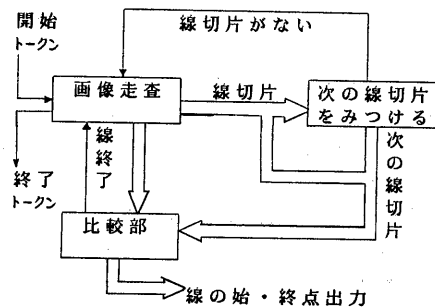 開始
トークン
線切片がない
画像走査
線切片
次の線切片
をみつける
線終了
次の線切片
終了
トークン
比較部
線の始・終点出力